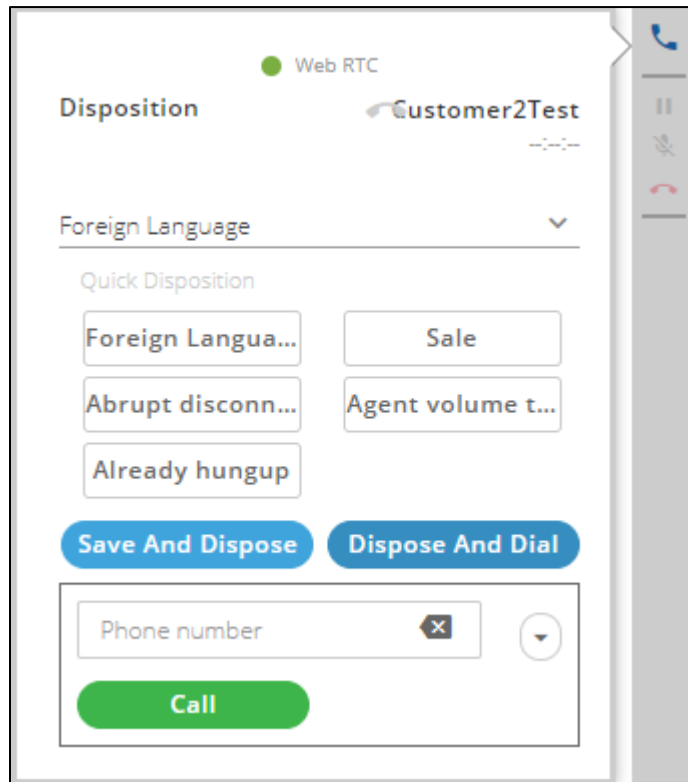 Web RTC
Disposition
Customer2Test
--:--:--
Foreign Language
Quick Disposition
Foreign Langua...
Sale
Abrupt disconn...
Agent volume t...
Already hungup
Save And Dispose
Dispose And Dial
Phone number
Call